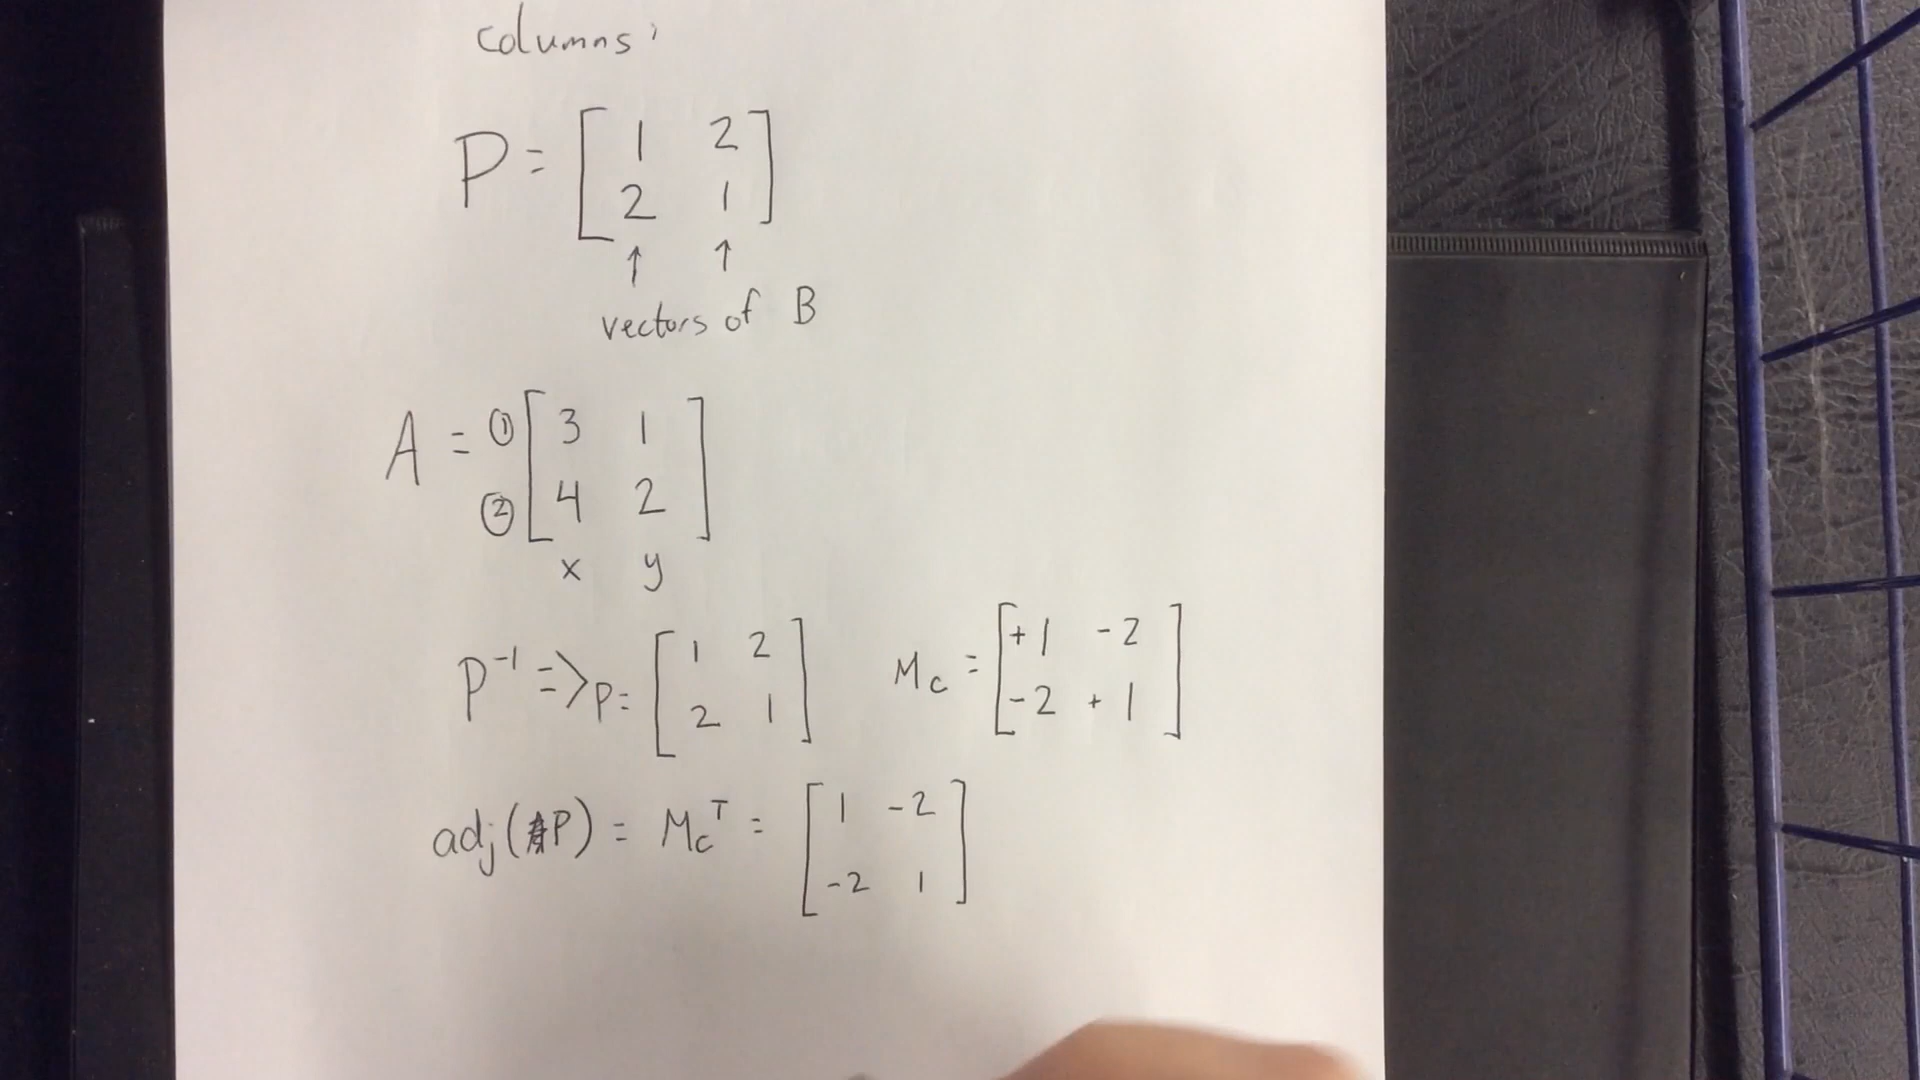 columns:
P = [ 1 2
2 1 ]
↑ ↑
vectors of B
A = ① [ 3 1
② 4 2 ]
x y
P⁻¹ => P = [ 1 2
2 1 ]
Mc = [ +1 -2
-2 +1 ]
adj(P) = Mcᵀ = [ 1 -2
-2 1 ]